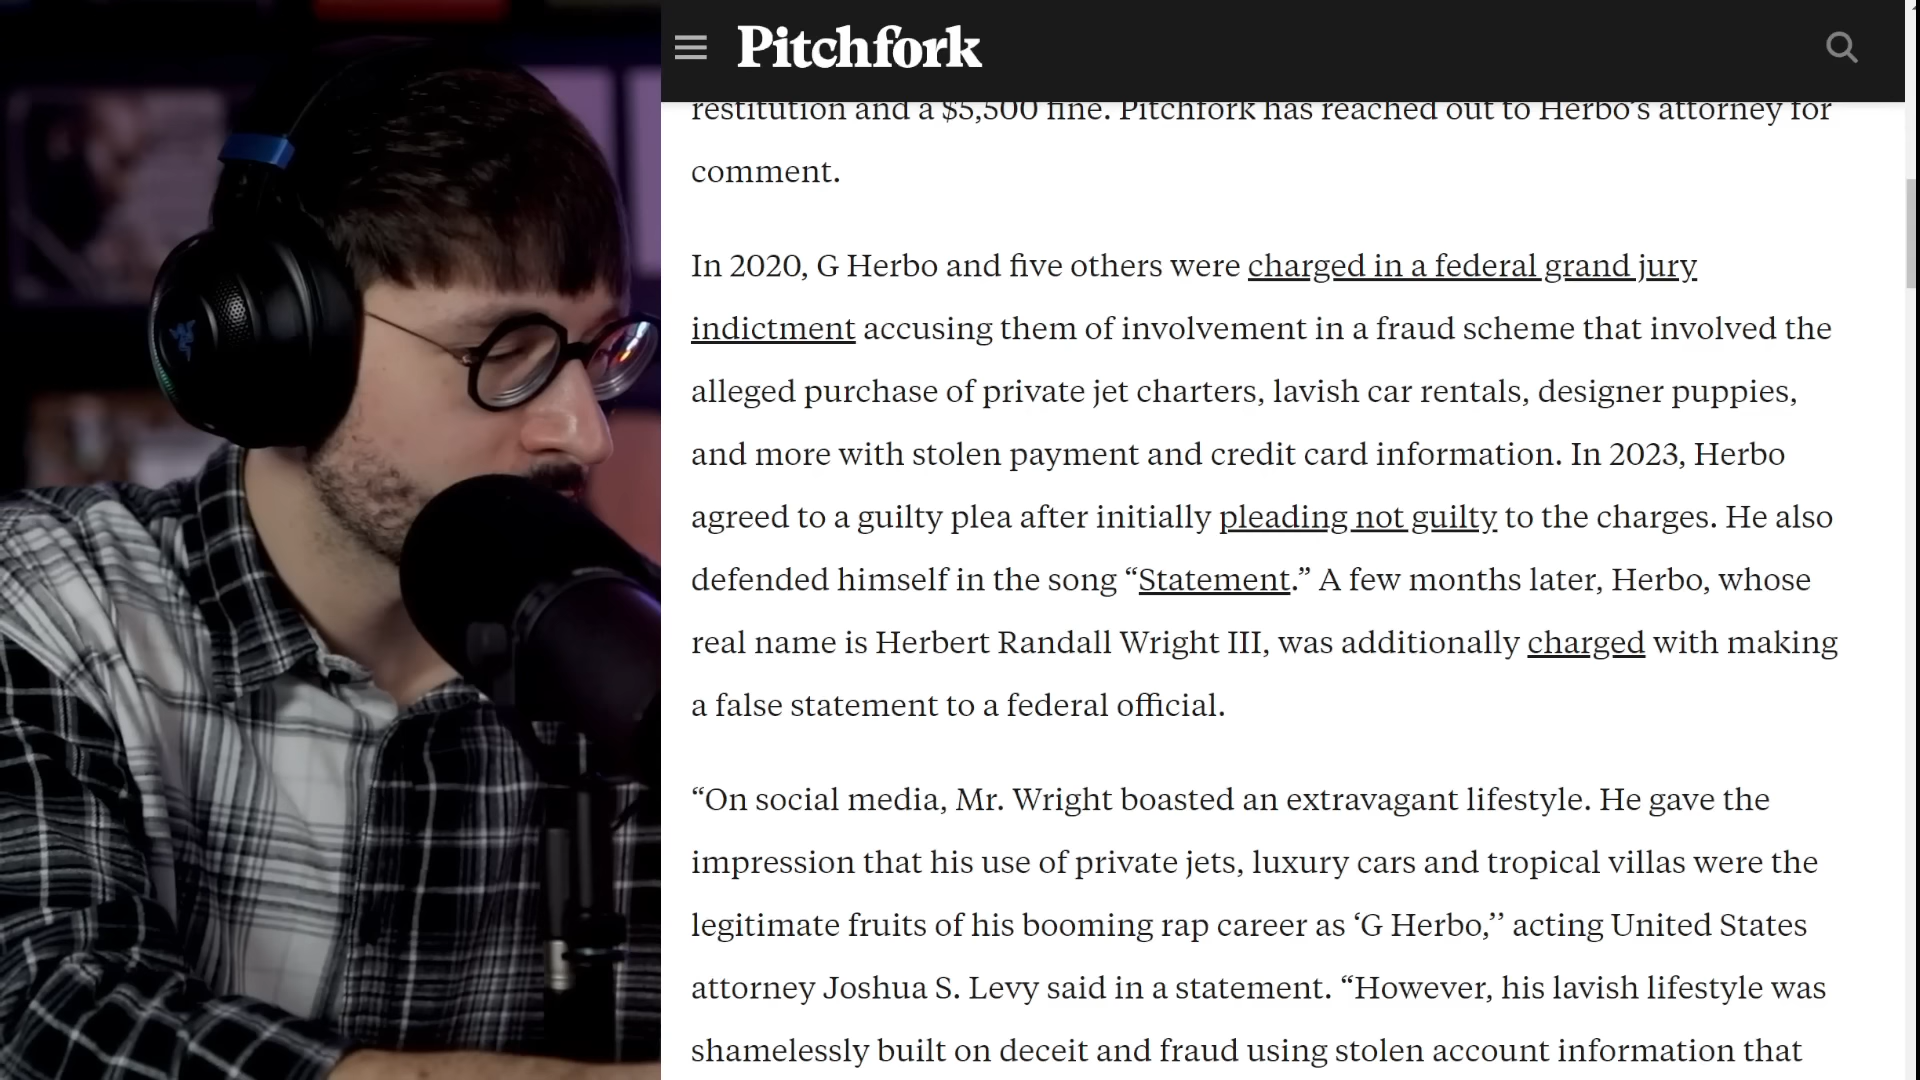 Pitchfork
restitution and a $5,500 fine. Pitchfork has reached out to Herbo’s attorney for
comment.
In 2020, G Herbo and five others were charged in a federal grand jury
indictment accusing them of involvement in a fraud scheme that involved the
alleged purchase of private jet charters, lavish car rentals, designer puppies,
and more with stolen payment and credit card information. In 2023, Herbo
agreed to a guilty plea after initially pleading not guilty to the charges. He also
defended himself in the song “Statement.” A few months later, Herbo, whose
real name is Herbert Randall Wright III, was additionally charged with making
a false statement to a federal official.
“On social media, Mr. Wright boasted an extravagant lifestyle. He gave the
impression that his use of private jets, luxury cars and tropical villas were the
legitimate fruits of his booming rap career as ‘G Herbo,’’ acting United States
attorney Joshua S. Levy said in a statement. “However, his lavish lifestyle was
shamelessly built on deceit and fraud using stolen account information that